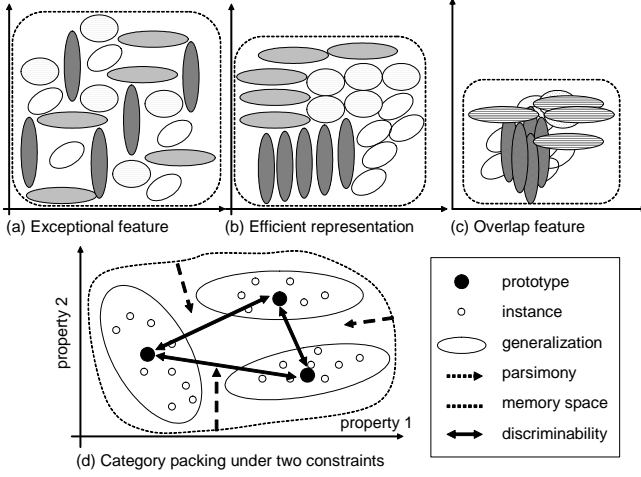 (a) Exceptional feature
(b) Efficient representation
(c) Overlap feature
property 2
property 1
(d) Category packing under two constraints
prototype
instance
generalization
parsimony
memory space
discriminability